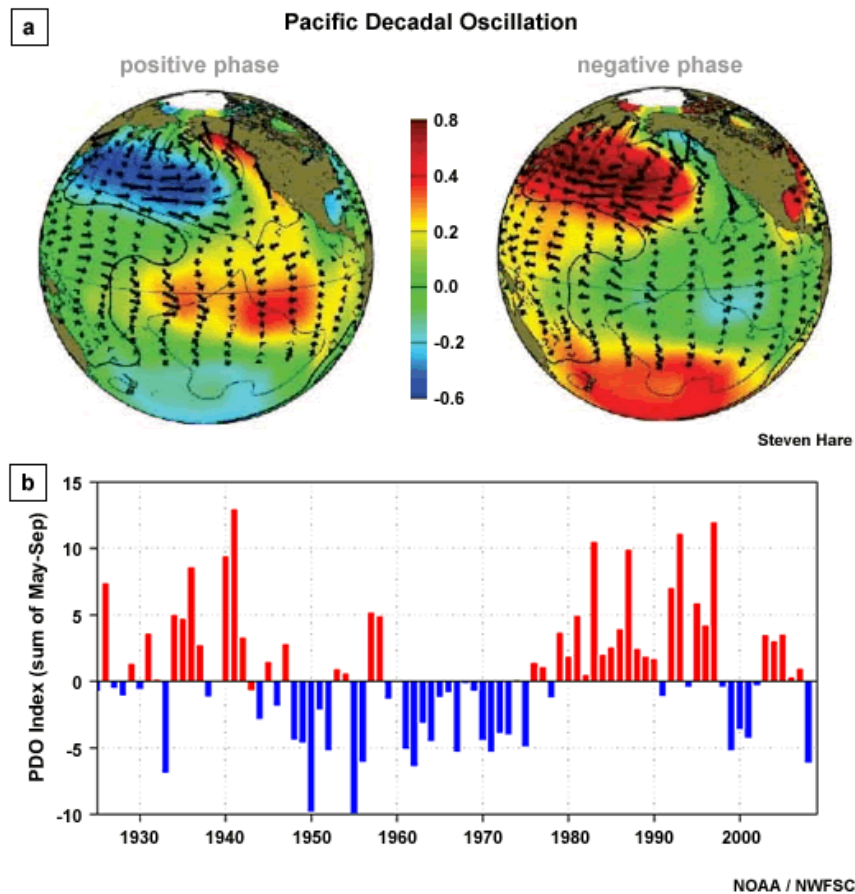 a
Pacific Decadal Oscillation
positive phase
negative phase
0.8
0.4
0.2
0.0
-0.2
-0.4
-0.6
Steven Hare
b
PDO Index (sum of May-Sep)
15
10
5
0
-5
-10
1930 1940 1950 1960 1970 1980 1990 2000
NOAA / NWFSC